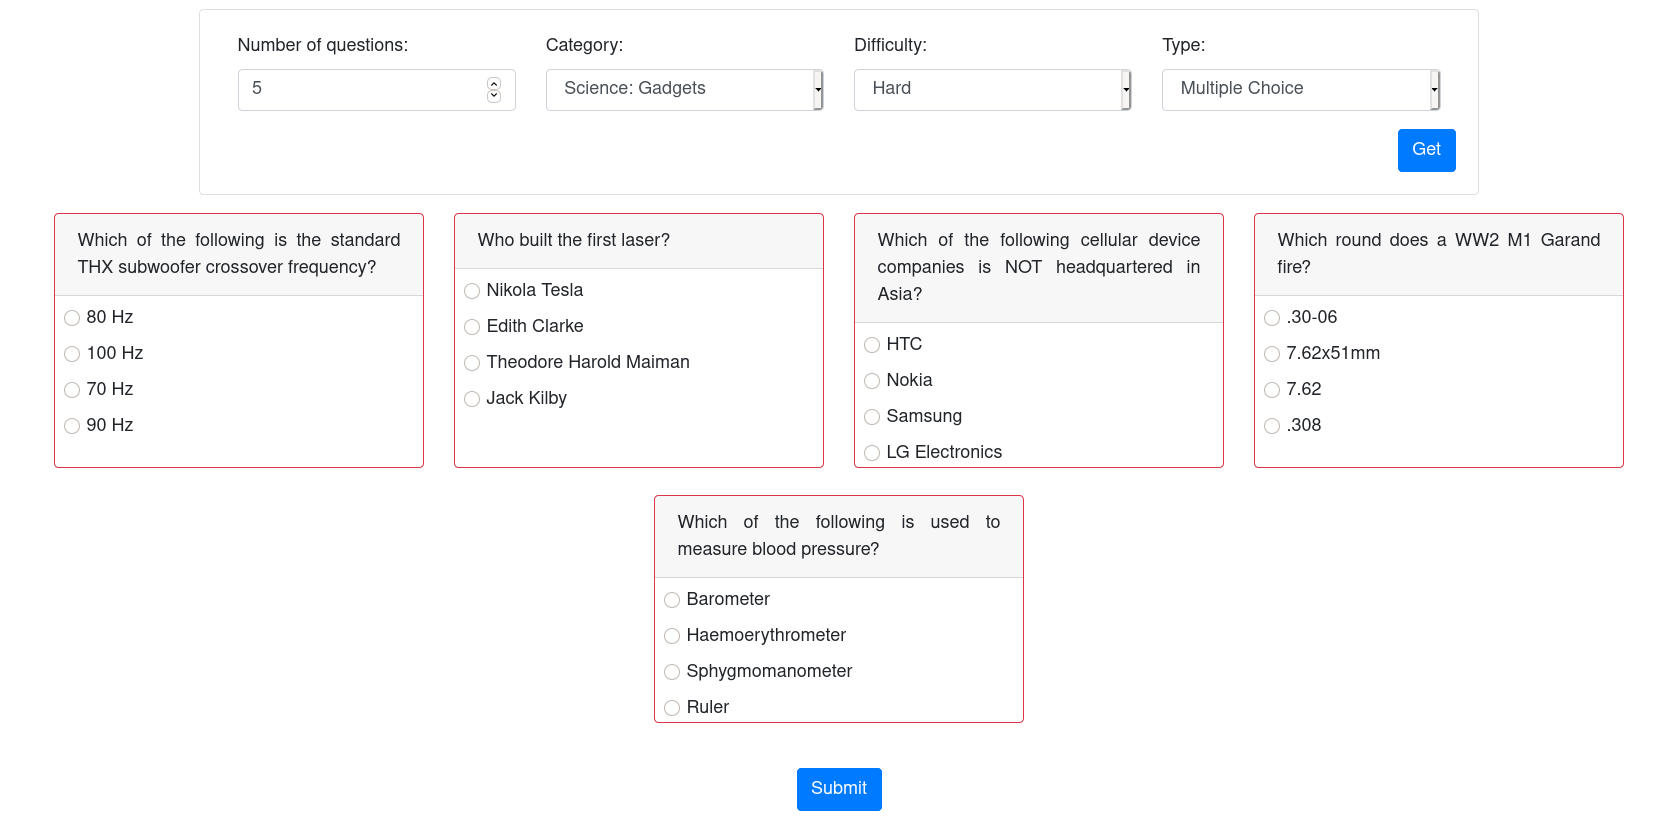 Number of questions:
Category:
Difficulty:
Type:
5
Science: Gadgets
Hard
Multiple Choice
Get
Which of the following is the standard
THX subwoofer crossover frequency?
80 Hz
100 Hz
70 Hz
90 Hz
Who built the first laser?
Nikola Tesla
Edith Clarke
Theodore Harold Maiman
Jack Kilby
Which of the following cellular device
companies is NOT headquartered in
Asia?
HTC
Nokia
Samsung
LG Electronics
Which round does a WW2 M1 Garand
fire?
.30-06
7.62x51mm
7.62
.308
Which of the following is used to
measure blood pressure?
Barometer
Haemoerythrometer
Sphygmomanometer
Ruler
Submit